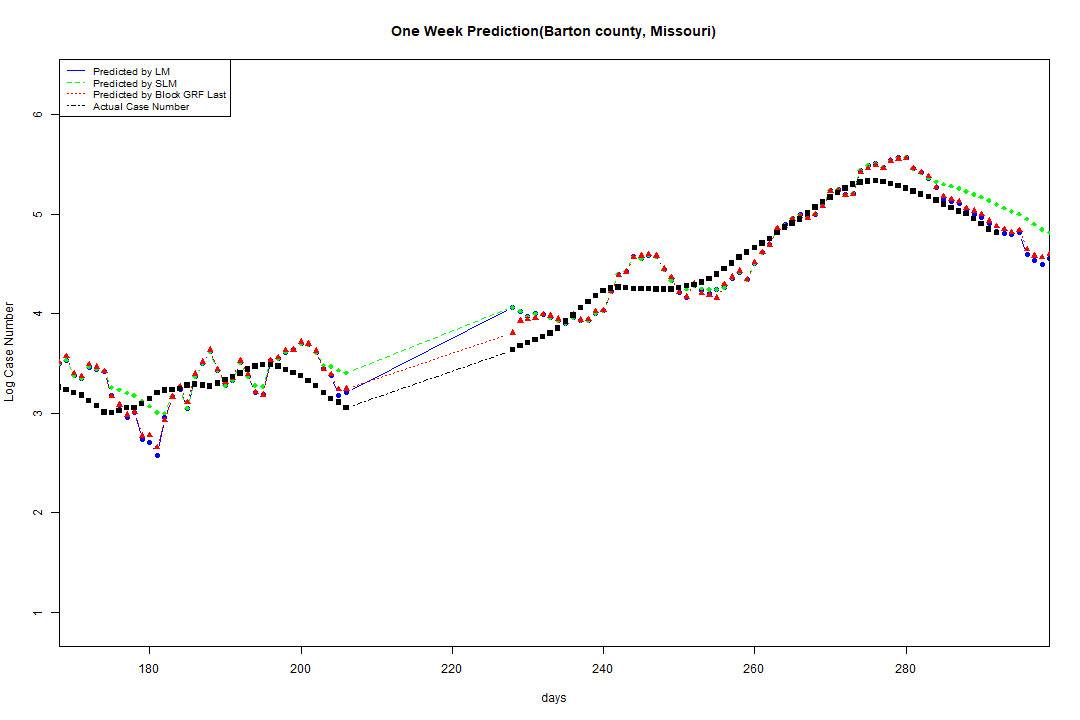 One Week Prediction(Barton county, Missouri)
Predicted by LM
Predicted by SLM
Predicted by Block GRF Last
Actual Case Number
Log Case Number
6
5
4
3
2
1
180 200 220 240 260 280
days